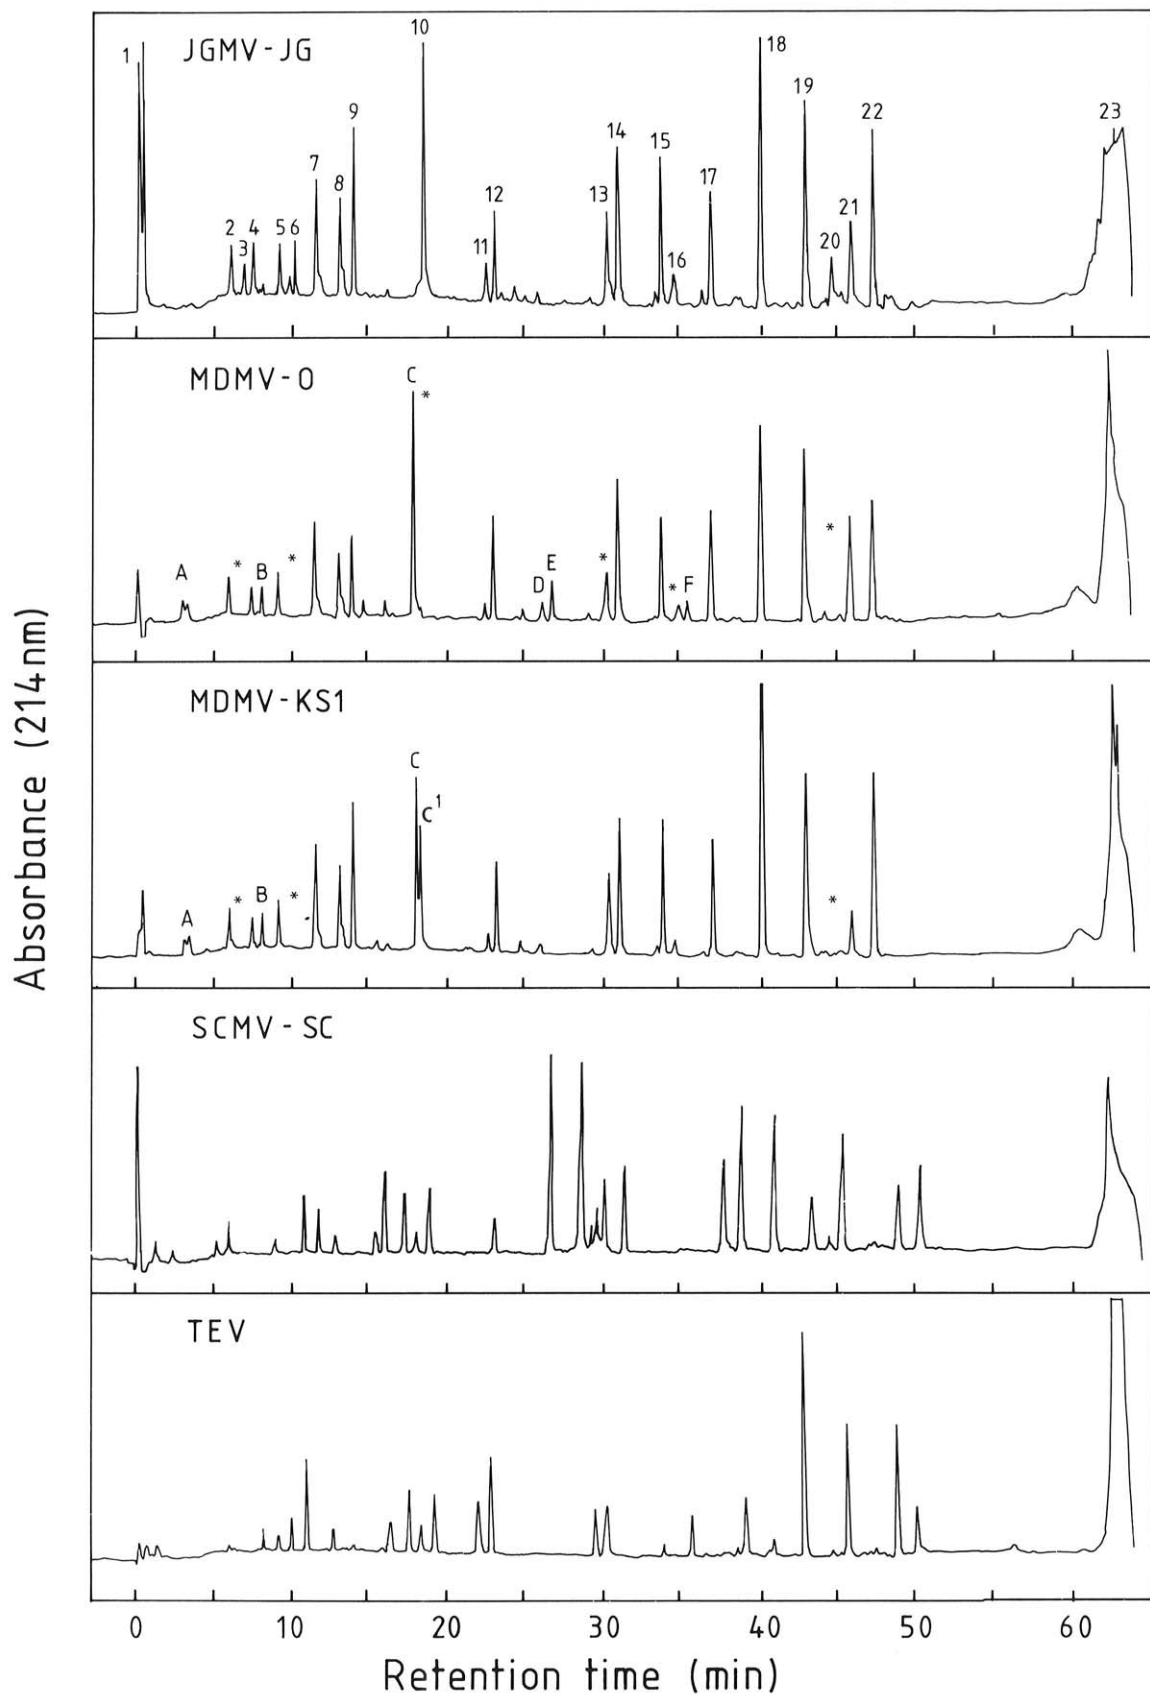 JGMV-JG
1
2
3
4
5
6
7
8
9
10
11
12
13
14
15
16
17
18
19
20
21
22
23
MDMV-O
A
*
B
*
C
*
D
E
*
*
F
*
MDMV-KS1
A
*
B
*
C
C1
*
SCMV-SC
TEV
Absorbance (214nm)
0 10 20 30 40 50 60
Retention time (min)